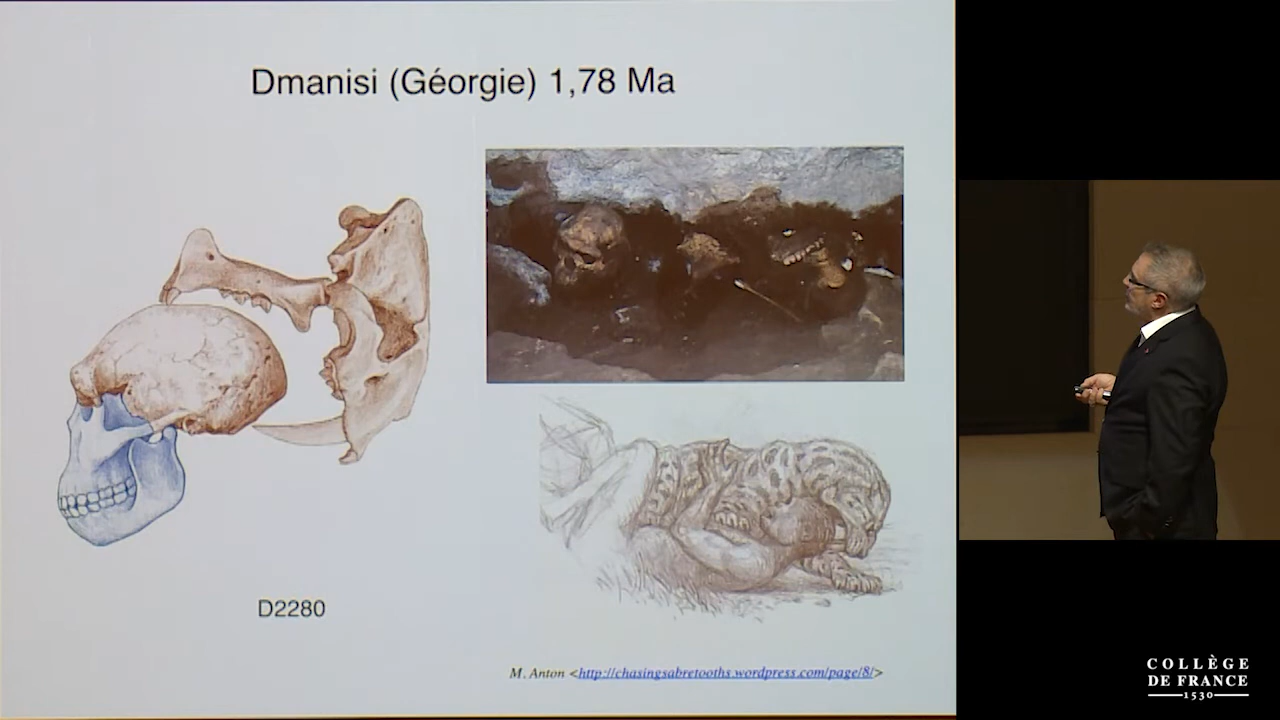 Dmanisi (Géorgie) 1,78 Ma
D2280
M. Anton <http://chasingsabretooths.wordpress.com/page/8/>
COLLÈGE
DE FRANCE
1530